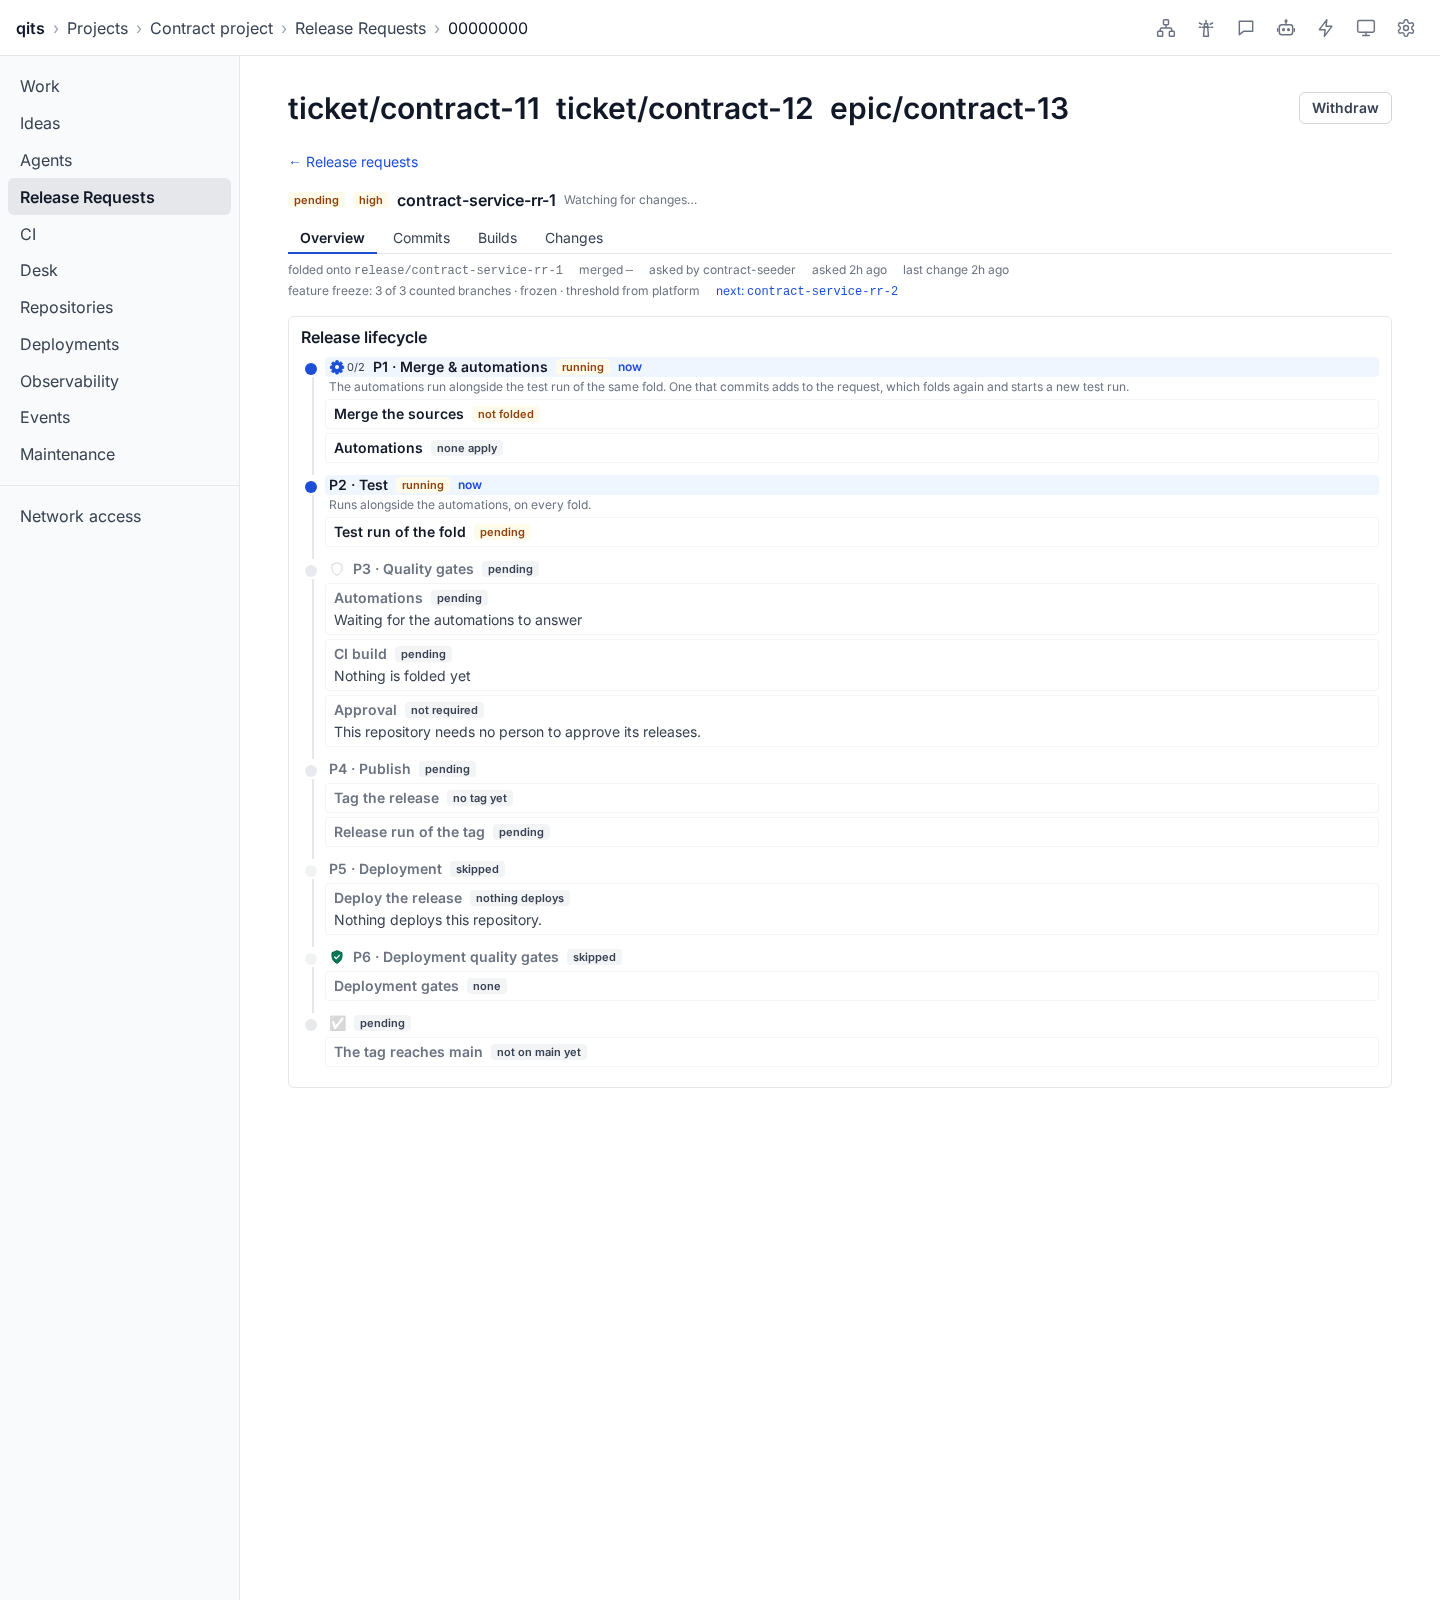 qits › Projects › Contract project › Release Requests › 00000000
Work
Ideas
Agents
Release Requests
CI
Desk
Repositories
Deployments
Observability
Events
Maintenance
Network access
ticket/contract-11 ticket/contract-12 epic/contract-13
Withdraw
← Release requests
pending high contract-service-rr-1 Watching for changes...
Overview Commits Builds Changes
folded onto release/contract-service-rr-1 merged — asked by contract-seeder asked 2h ago last change 2h ago
feature freeze: 3 of 3 counted branches · frozen · threshold from platform next: contract-service-rr-2
Release lifecycle
0/2 P1 · Merge & automations running now
The automations run alongside the test run of the same fold. One that commits adds to the request, which folds again and starts a new test run.
Merge the sources not folded
Automations none apply
P2 · Test running now
Runs alongside the automations, on every fold.
Test run of the fold pending
P3 · Quality gates pending
Automations pending
Waiting for the automations to answer
CI build pending
Nothing is folded yet
Approval not required
This repository needs no person to approve its releases.
P4 · Publish pending
Tag the release no tag yet
Release run of the tag pending
P5 · Deployment skipped
Deploy the release nothing deploys
Nothing deploys this repository.
P6 · Deployment quality gates skipped
Deployment gates none
pending
The tag reaches main not on main yet